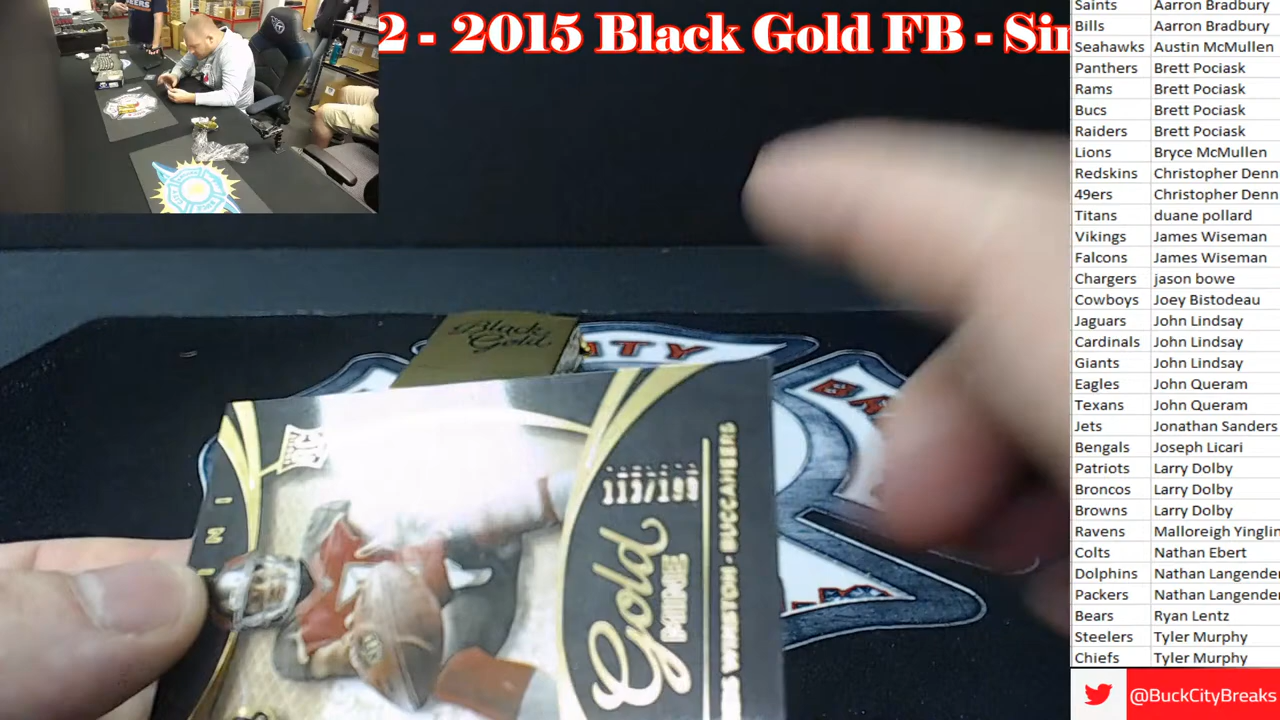 2 - 2015 Black Gold FB - Sin
Saints Aarron Bradbury
Bills Aarron Bradbury
Seahawks Austin McMullen
Panthers Brett Pociask
Rams Brett Pociask
Bucs Brett Pociask
Raiders Brett Pociask
Lions Bryce McMullen
Redskins Christopher Denn
49ers Christopher Denn
Titans duane pollard
Vikings James Wiseman
Falcons James Wiseman
Chargers jason bowe
Cowboys Joey Bistodeau
Jaguars John Lindsay
Cardinals John Lindsay
Giants John Lindsay
Eagles John Queram
Texans John Queram
Jets Jonathan Sanders
Bengals Joseph Licari
Patriots Larry Dolby
Broncos Larry Dolby
Browns Larry Dolby
Ravens Malloreigh Yinglin
Colts Nathan Ebert
Dolphins Nathan Langende
Packers Nathan Langende
Bears Ryan Lentz
Steelers Tyler Murphy
Chiefs Tyler Murphy
@BuckCityBreaks
Black
Gold
ITY
Gold
WINSTON - BUCCANEERS